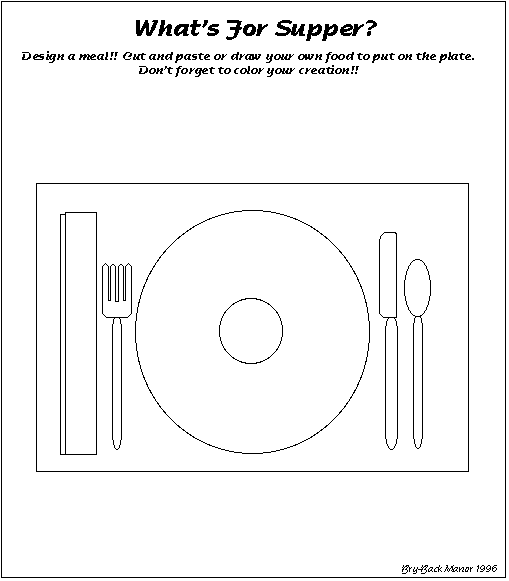 What's For Supper?
Design a meal!! Cut and paste or draw your own food to put on the plate.
Don't forget to color your creation!!
Bry-Back Manor 1996